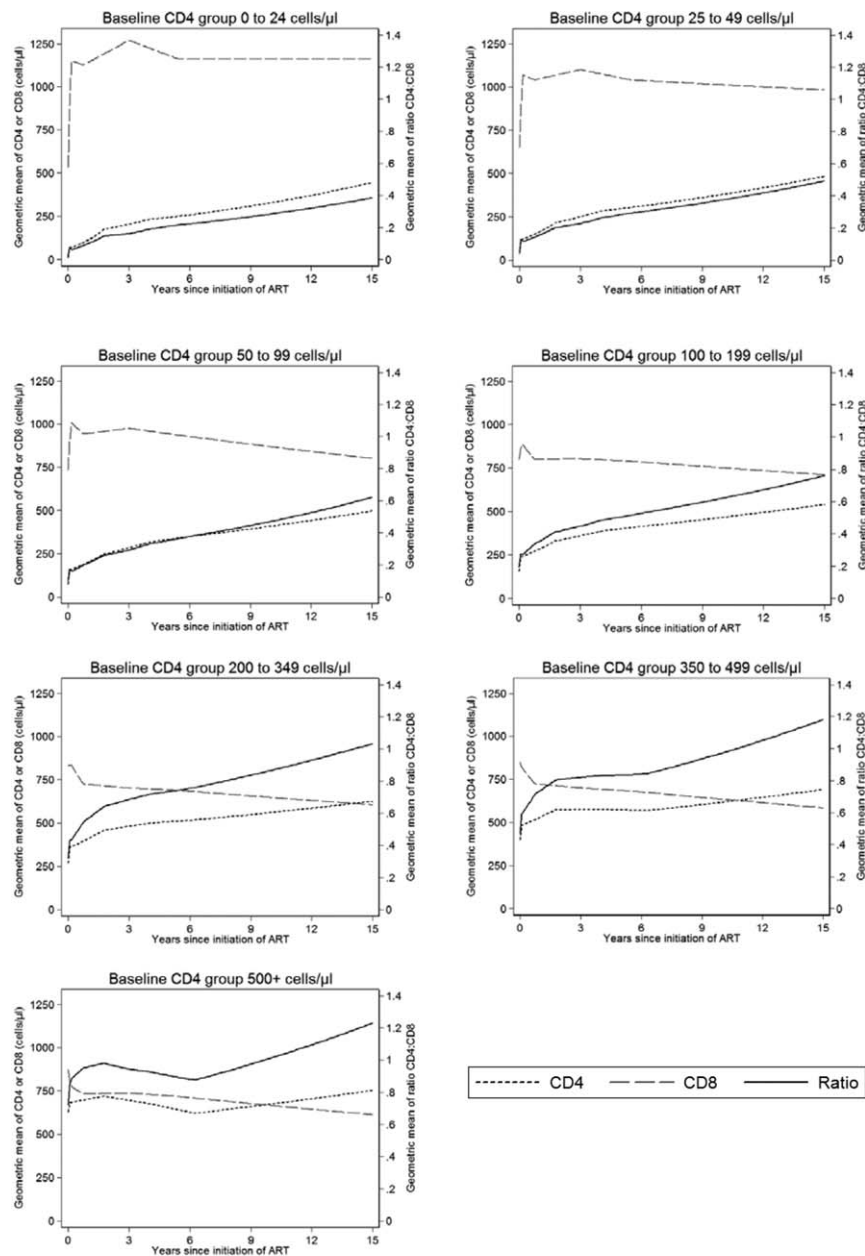 Baseline CD4 group 0 to 24 cells/µl
Geometric mean of CD4 or CD8 (cells/µl)
1250
1000
750
500
250
0
1.4
1.2
1
.8
.6
.4
.2
0
Geometric mean of ratio CD4:CD8
0 3 6 9 12 15
Years since initiation of ART
Baseline CD4 group 25 to 49 cells/µl
Geometric mean of CD4 or CD8 (cells/µl)
1250
1000
750
500
250
0
1.4
1.2
1
.8
.6
.4
.2
0
Geometric mean of ratio CD4:CD8
0 3 6 9 12 15
Years since initiation of ART
Baseline CD4 group 50 to 99 cells/µl
Geometric mean of CD4 or CD8 (cells/µl)
1250
1000
750
500
250
0
1.4
1.2
1
.8
.6
.4
.2
0
Geometric mean of ratio CD4:CD8
0 3 6 9 12 15
Years since initiation of ART
Baseline CD4 group 100 to 199 cells/µl
Geometric mean of CD4 or CD8 (cells/µl)
1250
1000
750
500
250
0
1.4
1.2
1
.8
.6
.4
.2
0
Geometric mean of ratio CD4:CD8
0 3 6 9 12 15
Years since initiation of ART
Baseline CD4 group 200 to 349 cells/µl
Geometric mean of CD4 or CD8 (cells/µl)
1250
1000
750
500
250
0
1.4
1.2
1
.8
.6
.4
.2
0
Geometric mean of ratio CD4:CD8
0 3 6 9 12 15
Years since initiation of ART
Baseline CD4 group 350 to 499 cells/µl
Geometric mean of CD4 or CD8 (cells/µl)
1250
1000
750
500
250
0
1.4
1.2
1
.8
.6
.4
.2
0
Geometric mean of ratio CD4:CD8
0 3 6 9 12 15
Years since initiation of ART
Baseline CD4 group 500+ cells/µl
Geometric mean of CD4 or CD8 (cells/µl)
1250
1000
750
500
250
0
1.4
1.2
1
.8
.6
.4
.2
0
Geometric mean of ratio CD4:CD8
0 3 6 9 12 15
Years since initiation of ART
CD4 CD8 Ratio